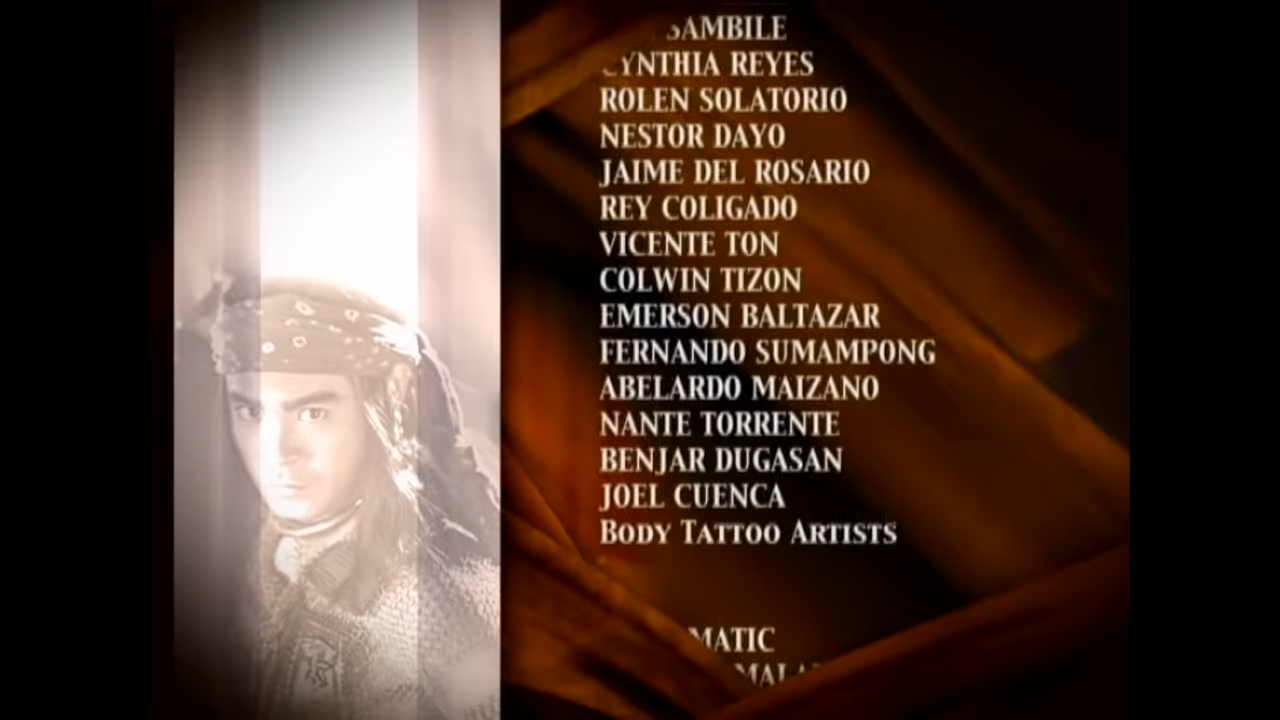 SAMBILE
CYNTHIA REYES
ROLEN SOLATORIO
NESTOR DAYO
JAIME DEL ROSARIO
REY COLIGADO
VICENTE TON
COLWIN TIZON
EMERSON BALTAZAR
FERNANDO SUMAMPONG
ABELARDO MAIZANO
NANTE TORRENTE
BENJAR DUGASAN
JOEL CUENCA
BODY TATTOO ARTISTS